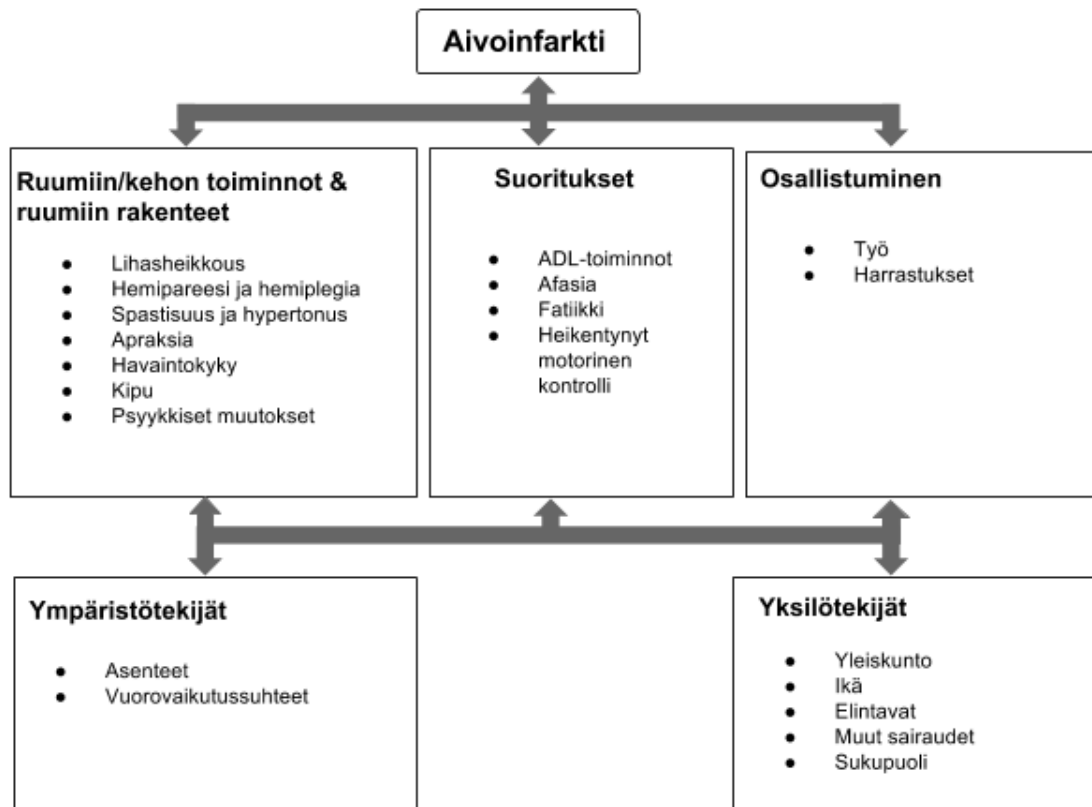 Aivoinfarkti
Ruumiin/kehon toiminnot &
ruumiin rakenteet
● Lihasheikkous
● Hemipareesi ja hemiplegia
● Spastisuus ja hypertonus
● Apraksia
● Havaintokyky
● Kipu
● Psyykkiset muutokset
Suoritukset
● ADL-toiminnot
● Afasia
● Fatiikki
● Heikentynyt
motorinen
kontrolli
Osallistuminen
● Työ
● Harrastukset
Ympäristötekijät
● Asenteet
● Vuorovaikutussuhteet
Yksilötekijät
● Yleiskunto
● Ikä
● Elintavat
● Muut sairaudet
● Sukupuoli